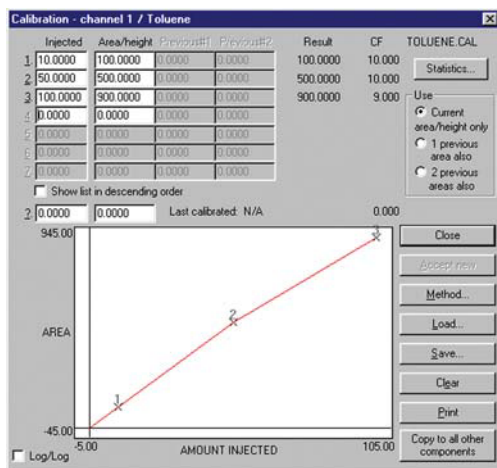 Calibration - channel 1 / Toluene
Injected Area/height Previous#1 Previous#2 Result CF TOLUENE.CAL
1 10.0000 100.0000 0.0000 0.0000 100.0000 10.000
2 50.0000 500.0000 0.0000 0.0000 500.0000 10.000
3 100.0000 900.0000 0.0000 0.0000 900.0000 9.000
4 0.0000 0.0000 0.0000 0.0000
5 0.0000 0.0000 0.0000 0.0000
6 0.0000 0.0000 0.0000 0.0000
7 0.0000 0.0000 0.0000 0.0000
Statistics...
Use
Current area/height only
1 previous area also
2 previous areas also
Show list in descending order
? 0.0000 0.0000 Last calibrated: N/A 0.000
945.00
AREA
-45.00
-5.00
AMOUNT INJECTED
105.00
1
2
3
Log/Log
Close
Accept new
Method...
Load...
Save...
Clear
Print
Copy to all other components